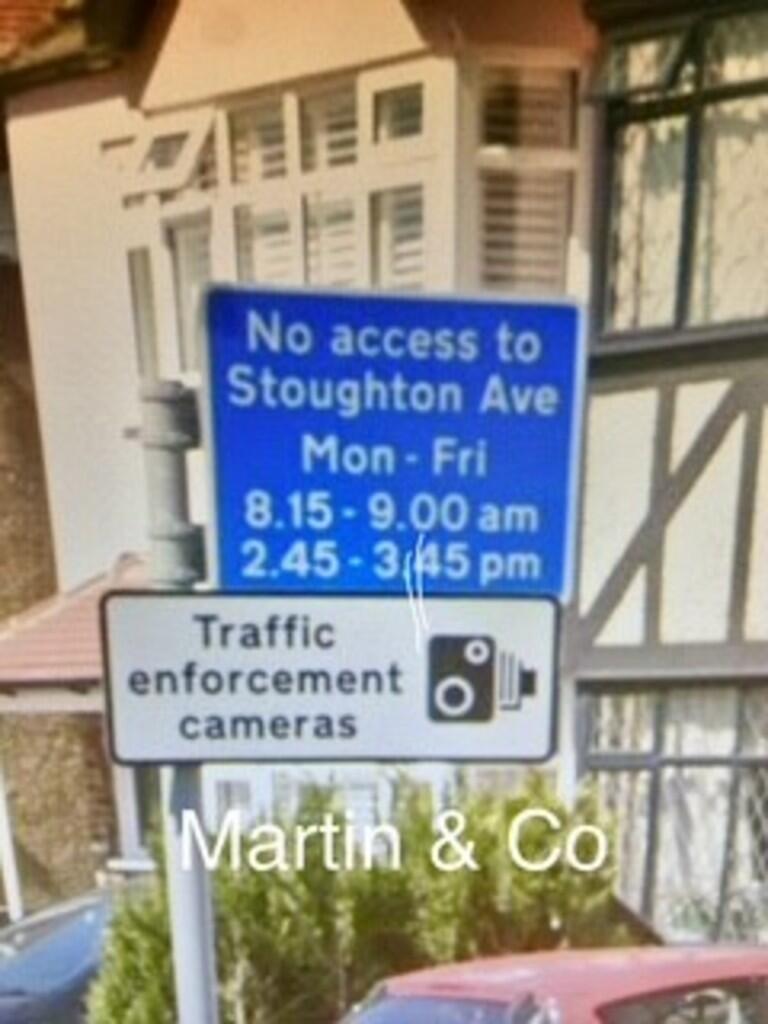 No access to
Stoughton Ave
Mon - Fri
8.15 - 9.00 am
2.45 - 3.45 pm
Traffic
enforcement
cameras
Martin & Co